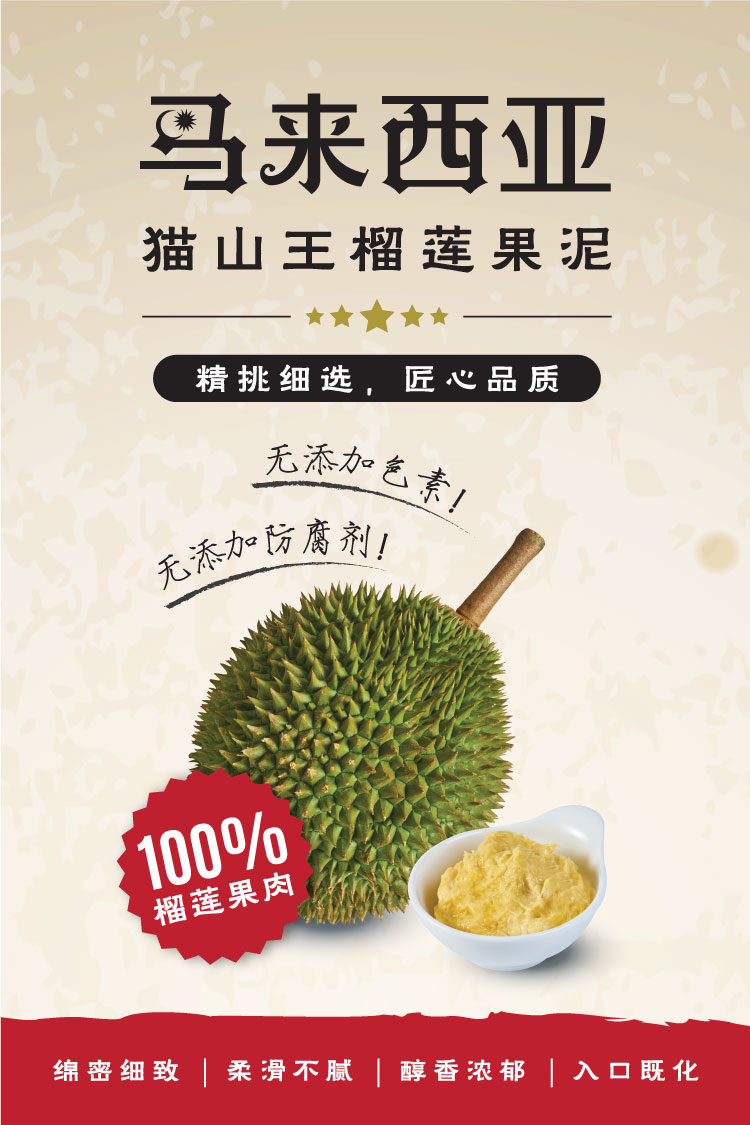 马来西亚
猫山王榴莲果泥
精挑细选，匠心品质
无添加色素!
无添加防腐剂!
100%
榴莲果肉
绵密细致 | 柔滑不腻 | 醇香浓郁 | 入口既化